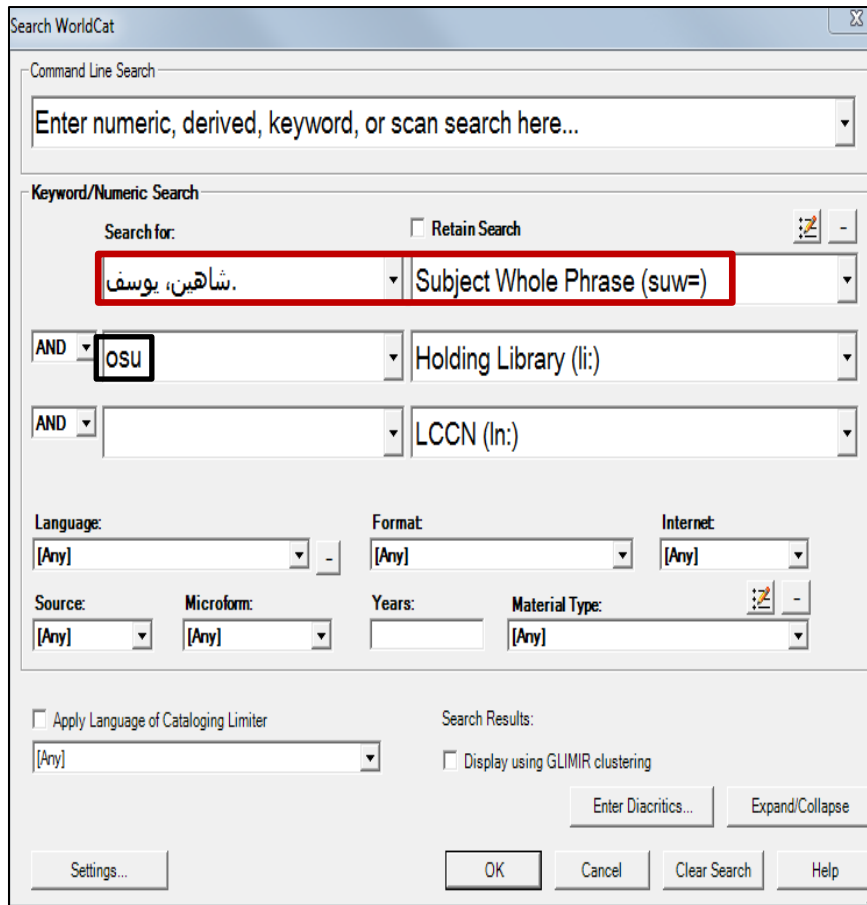 Search WorldCat
Command Line Search
Enter numeric, derived, keyword, or scan search here...
Keyword/Numeric Search
Search for:
Retain Search
شاهين، يوسف.
Subject Whole Phrase (suw=)
AND
osu
Holding Library (li:)
AND
LCCN (ln:)
Language:
Format:
Internet:
[Any]
[Any]
[Any]
Source:
Microform:
Years:
Material Type:
[Any]
[Any]
[Any]
Apply Language of Cataloging Limiter
Search Results:
[Any]
Display using GLIMIR clustering
Enter Diacritics...
Expand/Collapse
Settings...
OK
Cancel
Clear Search
Help